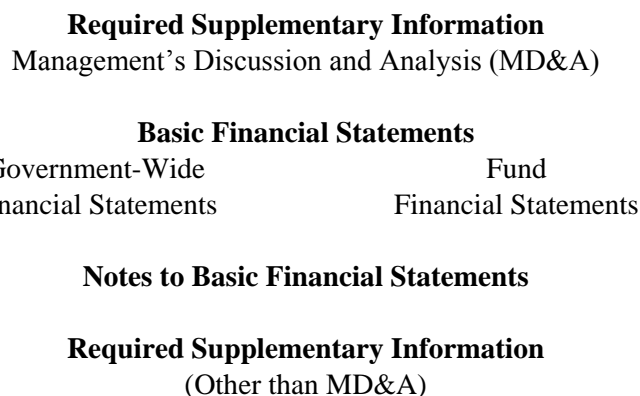 Required Supplementary Information
Management's Discussion and Analysis (MD&A)
Basic Financial Statements
Government-Wide Fund
Financial Statements Financial Statements
Notes to Basic Financial Statements
Required Supplementary Information
(Other than MD&A)